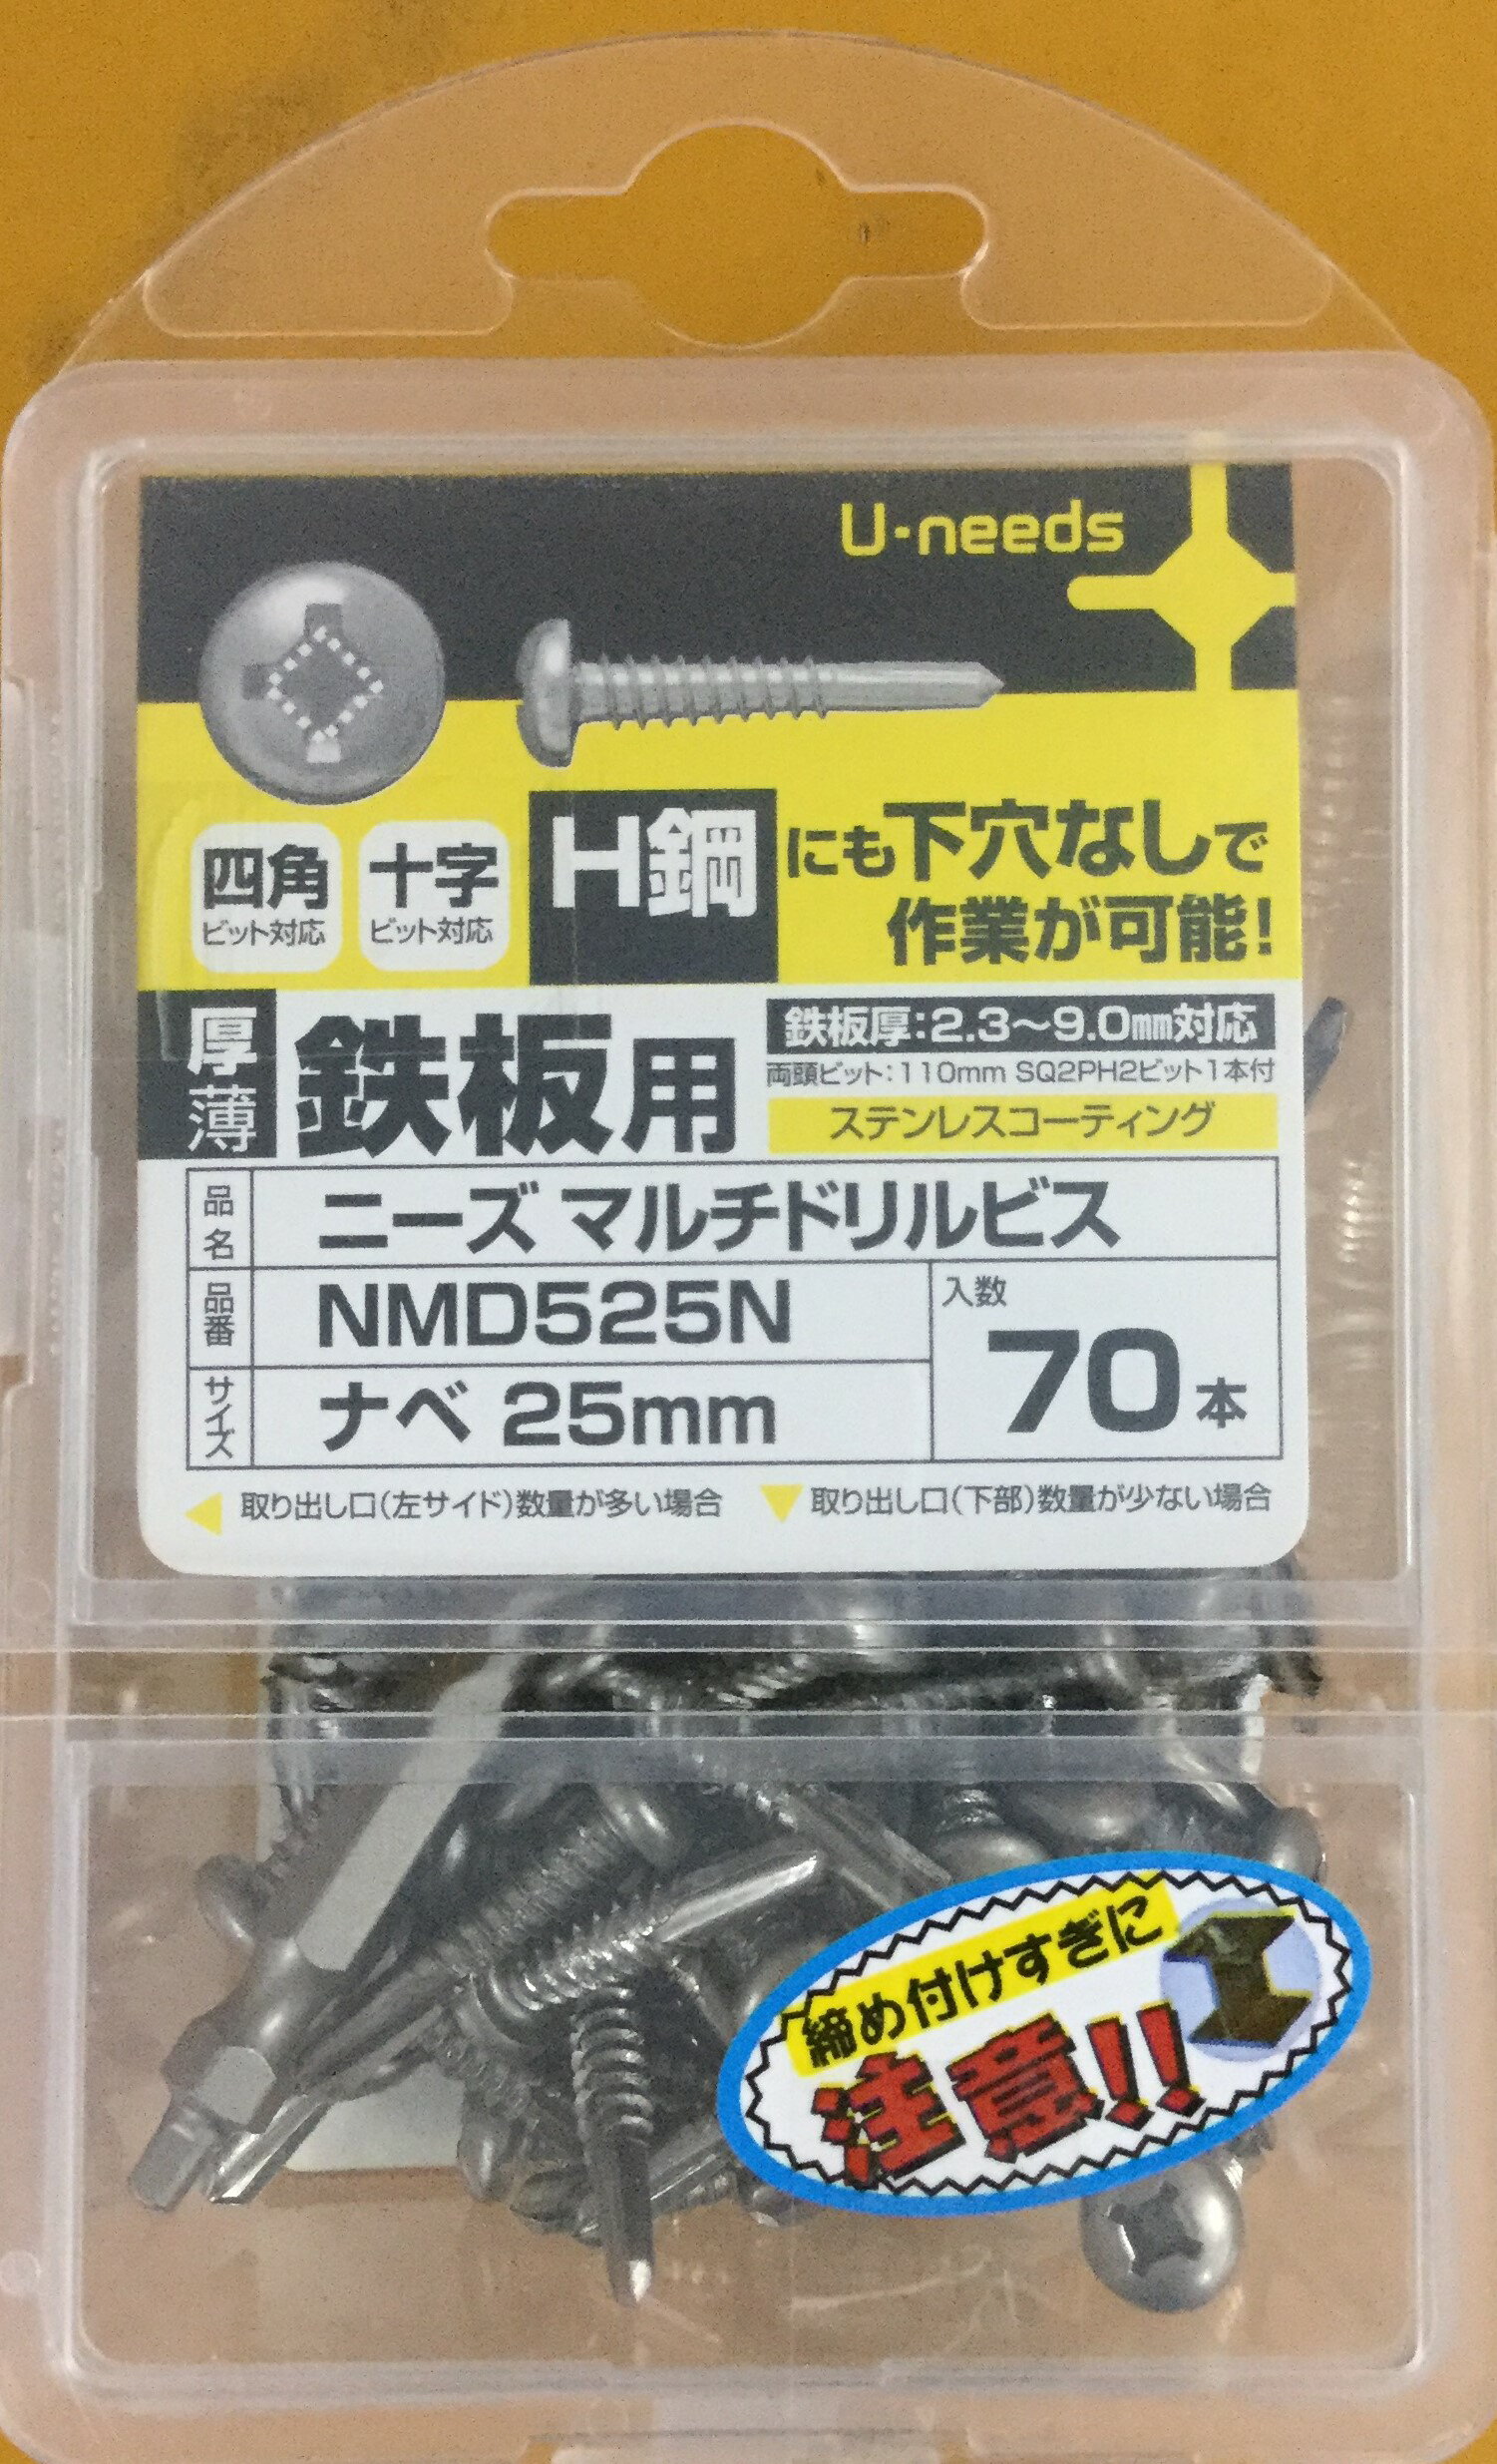 U-needs
四角
ビット対応
十字
ビット対応
H鋼にも下穴なしで
作業が可能!
厚
薄
鉄板用
鉄板厚:2.3～9.0mm対応
両頭ビット:110mm SQ2PH2ビット1本付
ステンレスコーティング
品名
ニーズ マルチドリルビス
品番
NMD525N
入数
70本
サイズ
ナベ 25mm
取り出し口(左サイド)数量が多い場合
取り出し口(下部)数量が少ない場合
締め付けすぎに
注意!!